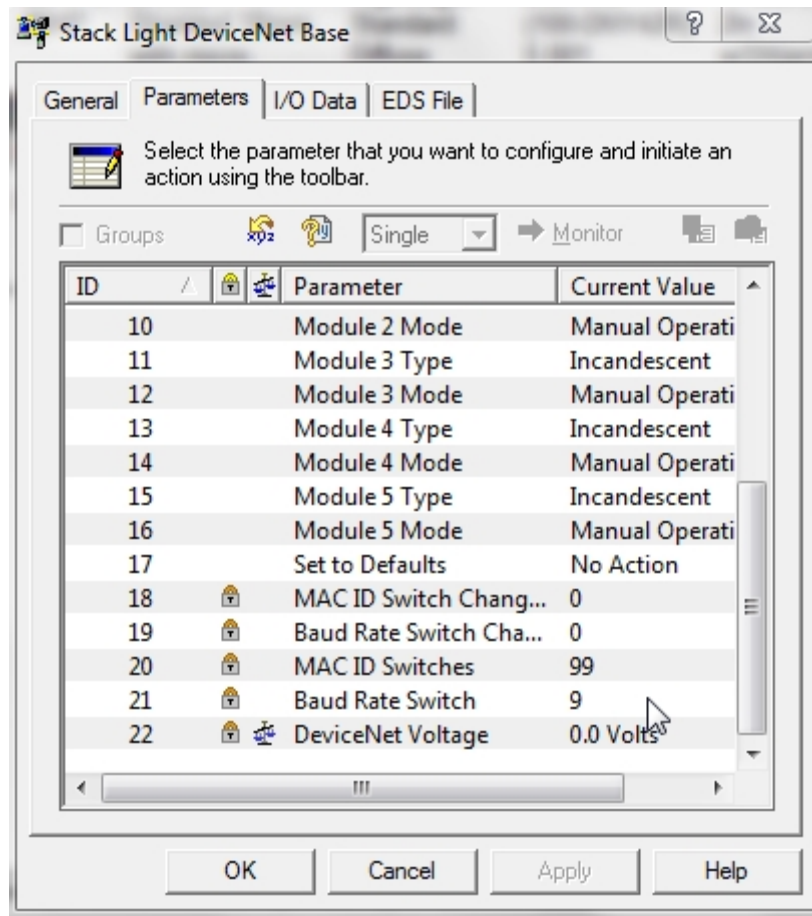 Stack Light DeviceNet Base
General Parameters I/O Data EDS File
Select the parameter that you want to configure and initiate an
action using the toolbar.
Groups xyz Single Monitor
ID Parameter Current Value
10 Module 2 Mode Manual Operati
11 Module 3 Type Incandescent
12 Module 3 Mode Manual Operati
13 Module 4 Type Incandescent
14 Module 4 Mode Manual Operati
15 Module 5 Type Incandescent
16 Module 5 Mode Manual Operati
17 Set to Defaults No Action
18 MAC ID Switch Chang... 0
19 Baud Rate Switch Cha... 0
20 MAC ID Switches 99
21 Baud Rate Switch 9
22 DeviceNet Voltage 0.0 Volts
OK Cancel Apply Help